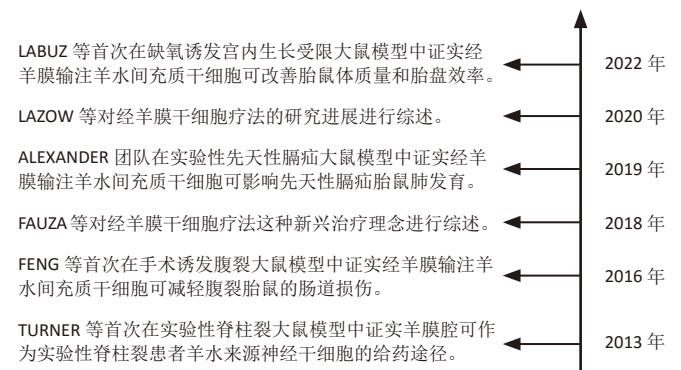 LABUZ 等首次在缺氧诱发宫内生长受限大鼠模型中证实经
羊膜输注羊水间充质干细胞可改善胎鼠体质量和胎盘效率。
2022 年
LAZOW 等对经羊膜干细胞疗法的研究进展进行综述。
2020 年
ALEXANDER 团队在实验性先天性膈疝大鼠模型中证实经羊
膜输注羊水间充质干细胞可影响先天性膈疝胎鼠肺发育。
2019 年
FAUZA 等对经羊膜干细胞疗法这种新兴治疗理念进行综述。
2018 年
FENG 等首次在手术诱发腹裂大鼠模型中证实经羊膜输注羊
水间充质干细胞可减轻腹裂胎鼠的肠道损伤。
2016 年
TURNER 等首次在实验性脊柱裂大鼠模型中证实羊膜腔可作
为实验性脊柱裂患者羊水来源神经干细胞的给药途径。
2013 年